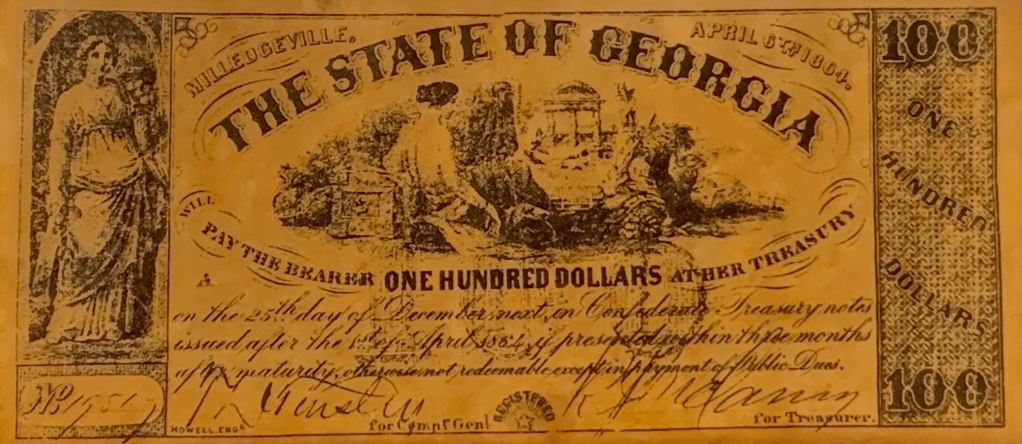 MILLEDGEVILLE,
APRIL 6TH 1864.
THE STATE OF GEORGIA
100
ONE
HUNDRED
DOLLARS
100
WILL
PAY THE BEARER ONE HUNDRED DOLLARS AT HER TREASURY
A
on the 25th day of December next, in Confederate Treasury notes
issued after the 1st of April 1864, if presented within three months
after maturity, otherwise not redeemable except in payment of Public Dues.
No
REGISTERED
HOWELL. ENGR
for Compt Genl
for Treasurer.